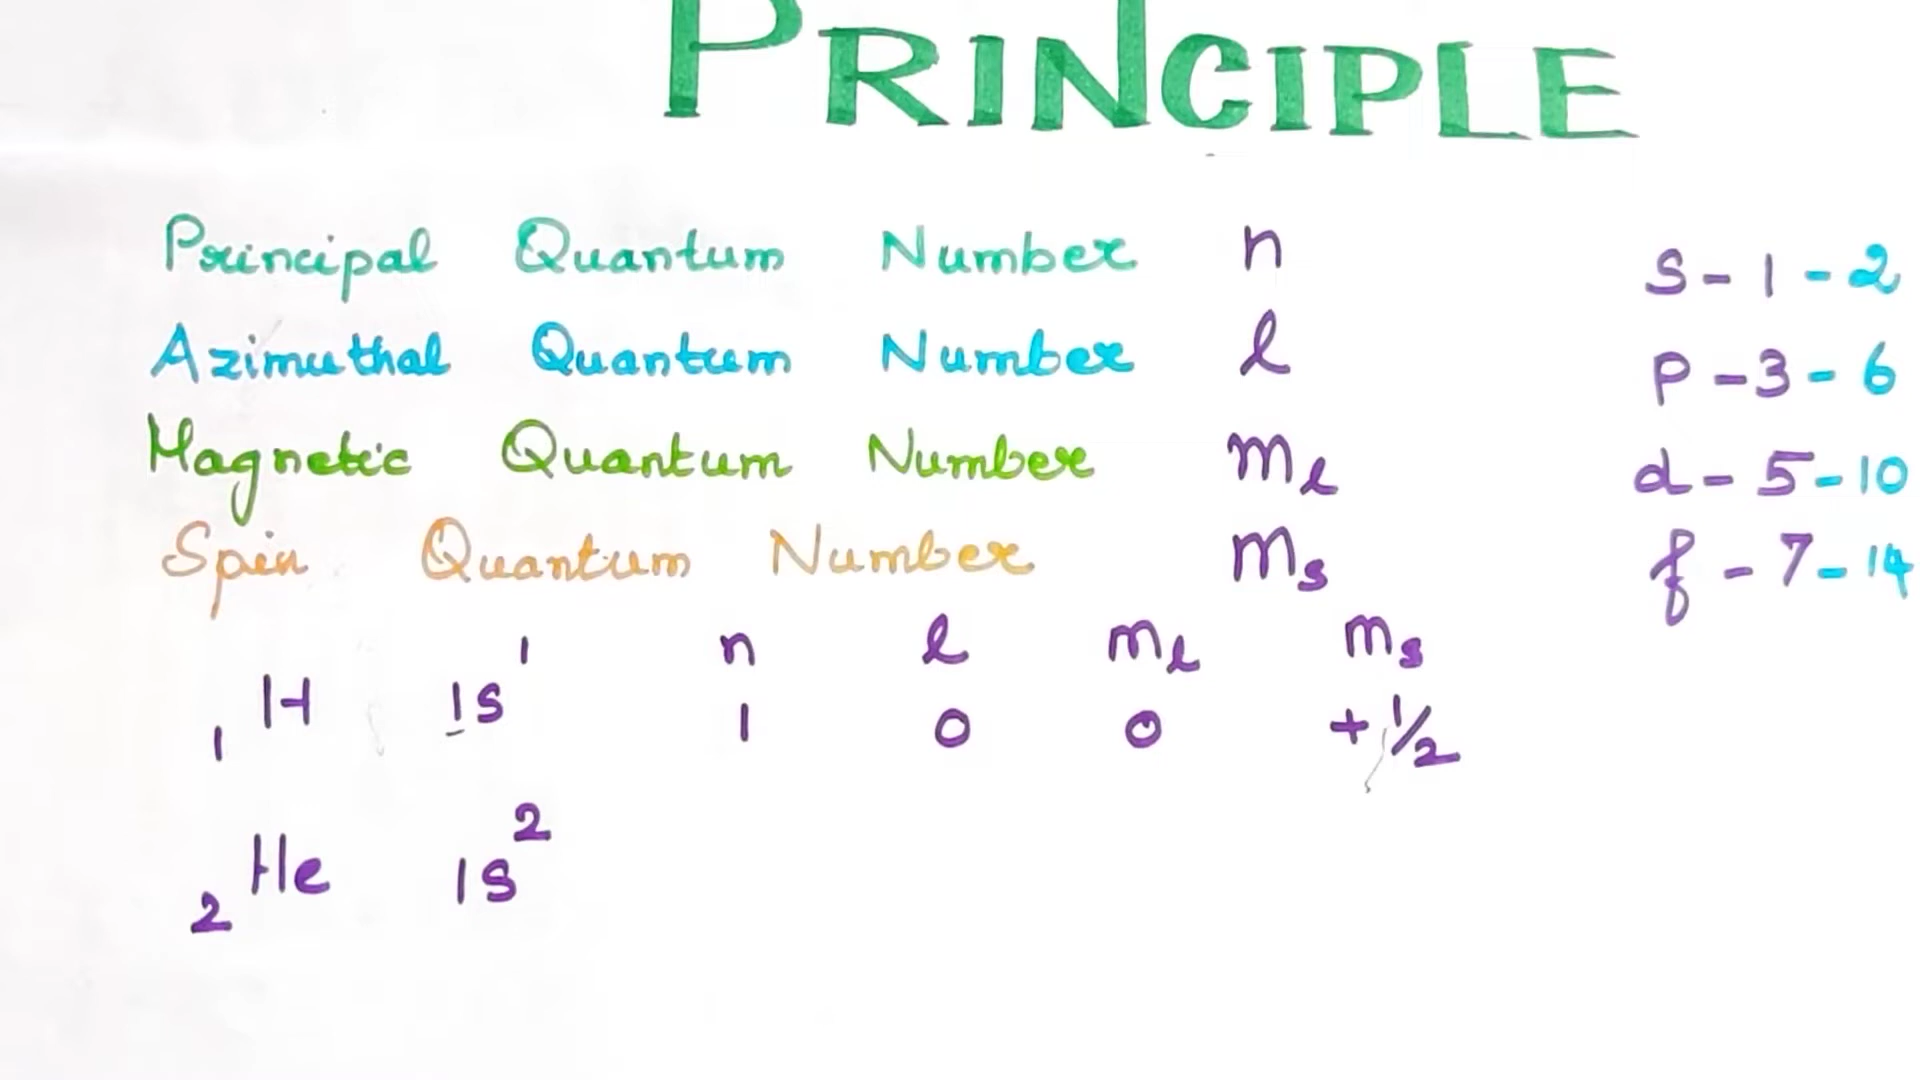 PRINCIPLE
Principal Quantum Number n
S - 1 - 2
Azimuthal Quantum Number l
P - 3 - 6
Magnetic Quantum Number ml
d - 5 - 10
Spin Quantum Number ms
f - 7 - 14
n l ml ms
1H 1s¹ 1 0 0 + 1/2
2He 1s²